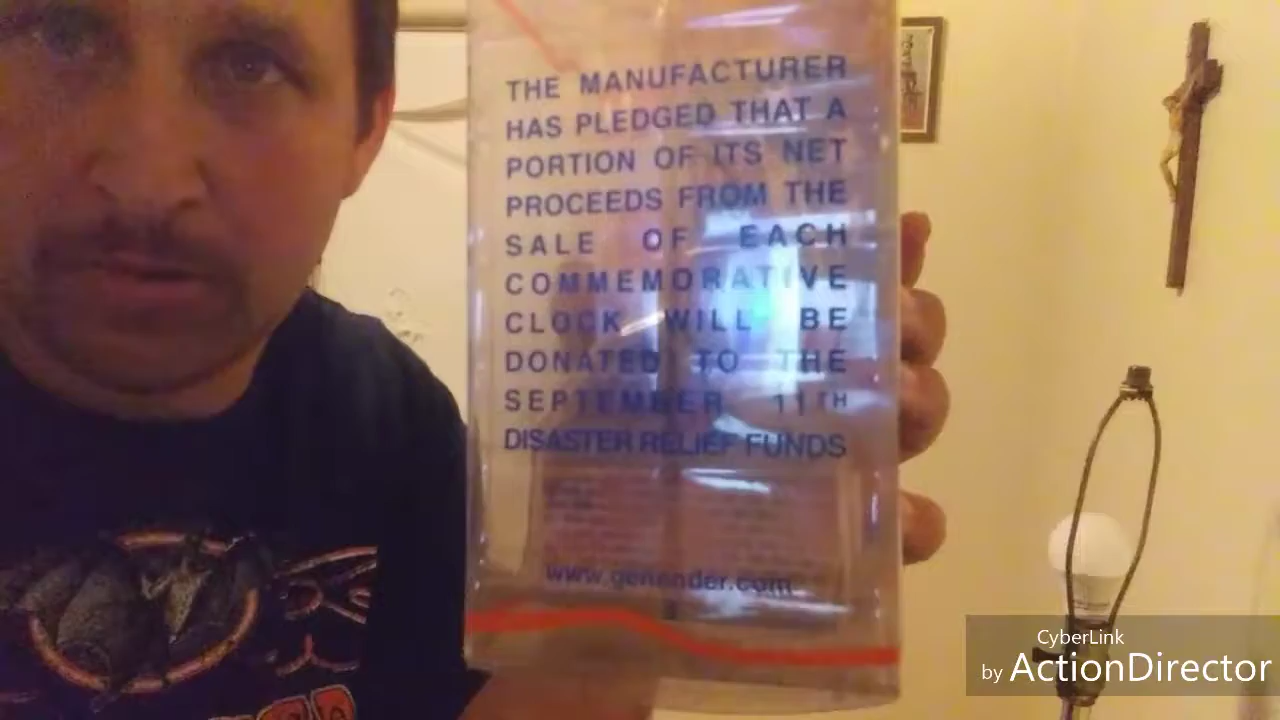 THE MANUFACTURER
HAS PLEDGED THAT A
PORTION OF ITS NET
PROCEEDS FROM THE
SALE OF EACH
COMMEMORATIVE
CLOCK WILL BE
DONATED TO THE
SEPTEMBER 11TH
DISASTER RELIEF FUNDS
www.genander.com
CyberLink
by ActionDirector